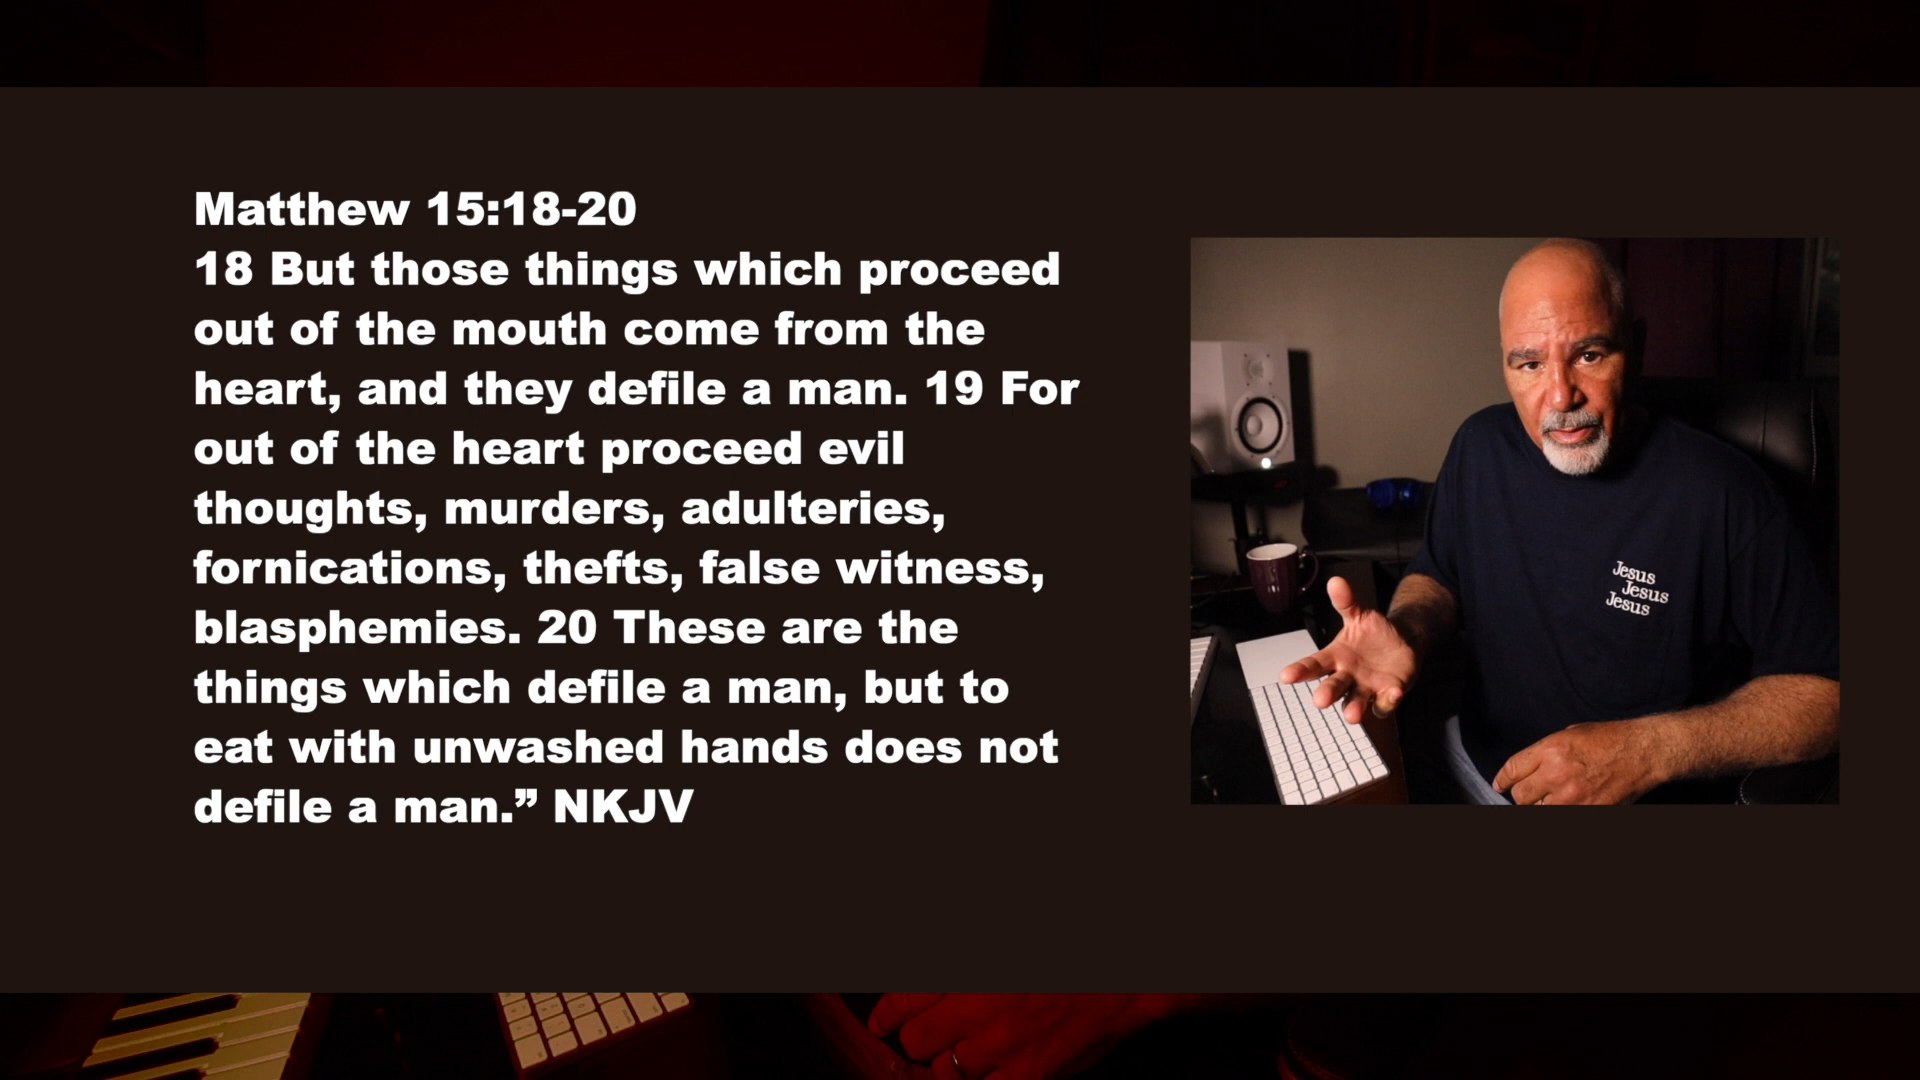 Matthew 15:18-20
18 But those things which proceed
out of the mouth come from the
heart, and they defile a man. 19 For
out of the heart proceed evil
thoughts, murders, adulteries,
fornications, thefts, false witness,
blasphemies. 20 These are the
things which defile a man, but to
eat with unwashed hands does not
defile a man.” NKJV
Jesus
Jesus
Jesus